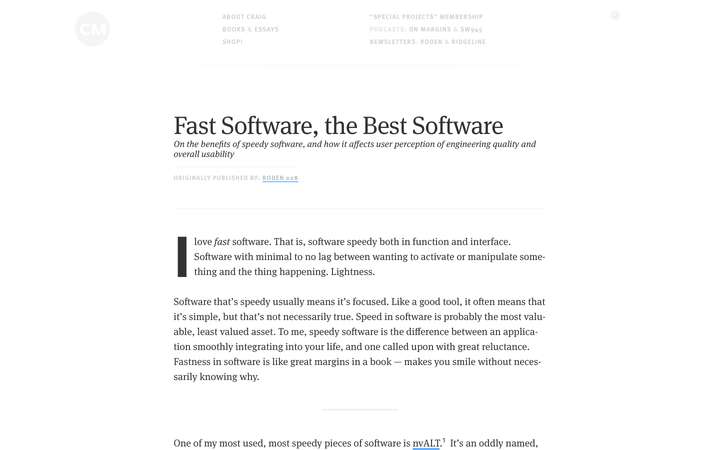 CM
ABOUT CRAIG
BOOKS & ESSAYS
SHOP!
"SPECIAL PROJECTS" MEMBERSHIP
PODCASTS: ON MARGINS & SW945
NEWSLETTERS: RODEN & RIDGELINE
Fast Software, the Best Software
On the benefits of speedy software, and how it affects user perception of engineering quality and
overall usability
ORIGINALLY PUBLISHED BY: RODEN 028
I love fast software. That is, software speedy both in function and interface.
Software with minimal to no lag between wanting to activate or manipulate some-
thing and the thing happening. Lightness.
Software that's speedy usually means it's focused. Like a good tool, it often means that
it's simple, but that's not necessarily true. Speed in software is probably the most valu-
able, least valued asset. To me, speedy software is the difference between an applica-
tion smoothly integrating into your life, and one called upon with great reluctance.
Fastness in software is like great margins in a book — makes you smile without neces-
sarily knowing why.
One of my most used, most speedy pieces of software is nvALT.1 It's an oddly named,